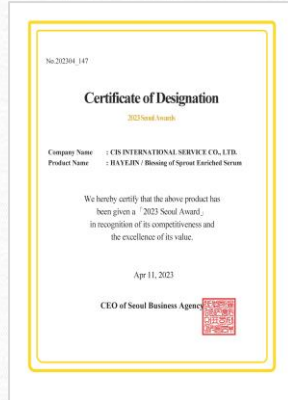 No.202304_147
Certificate of Designation
2023 Seoul Awards
Company Name : CIS INTERNATIONAL SERVICE CO., LTD.
Product Name : HAYEJIN / Blessing of Sprout Enriched Serum
We hereby certify that the above product has
been given a「2023 Seoul Award」
in recognition of its competitiveness and
the excellence of its value.
Apr 11, 2023
CEO of Seoul Business Agency